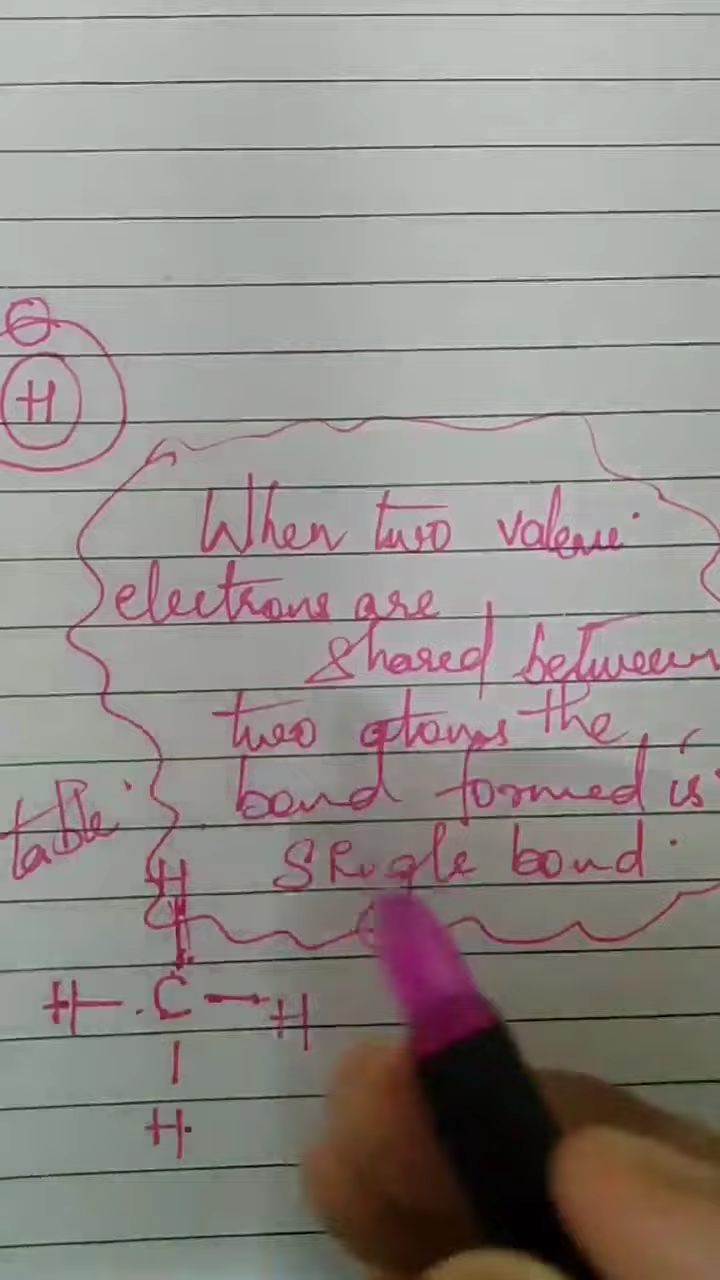 H
When two valence
electrons are
shared between
two atoms the
bond formed is
Single bond.
table
H
H - C - H
H